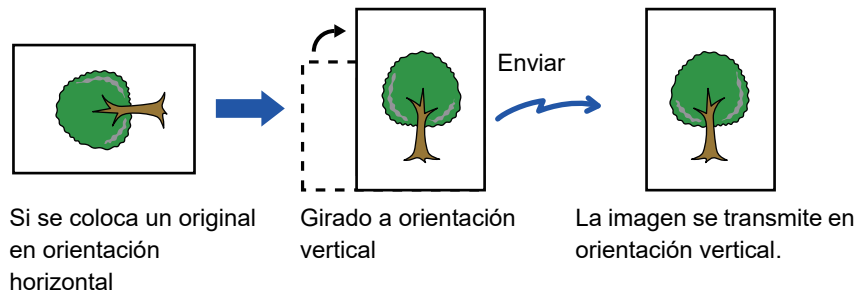 Enviar
Si se coloca un original
en orientación
horizontal
Girado a orientación
vertical
La imagen se transmite en
orientación vertical.